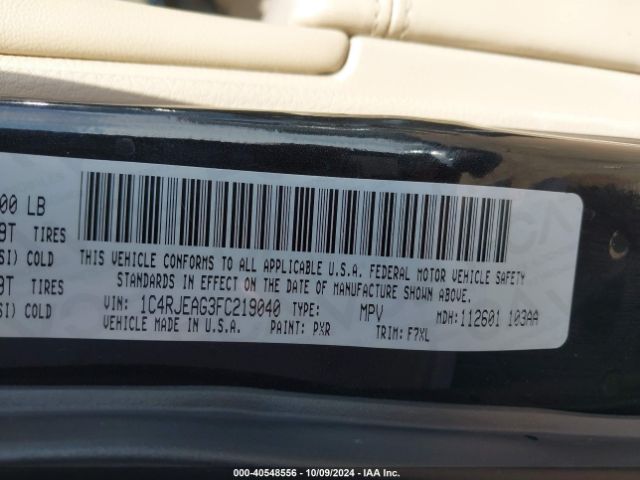 00 LB
TIRES
SI) COLD
TIRES
SI) COLD
THIS VEHICLE CONFORMS TO ALL APPLICABLE U.S.A. FEDERAL MOTOR VEHICLE SAFETY
STANDARDS IN EFFECT ON THE DATE OF MANUFACTURE SHOWN ABOVE.
VIN: 1C4RJEAG3FC219040 TYPE: MPV MDH: 112601 103AA
VEHICLE MADE IN U.S.A. PAINT: PXR TRIM: F7XL
000-40548556 - 10/09/2024 - IAA Inc.